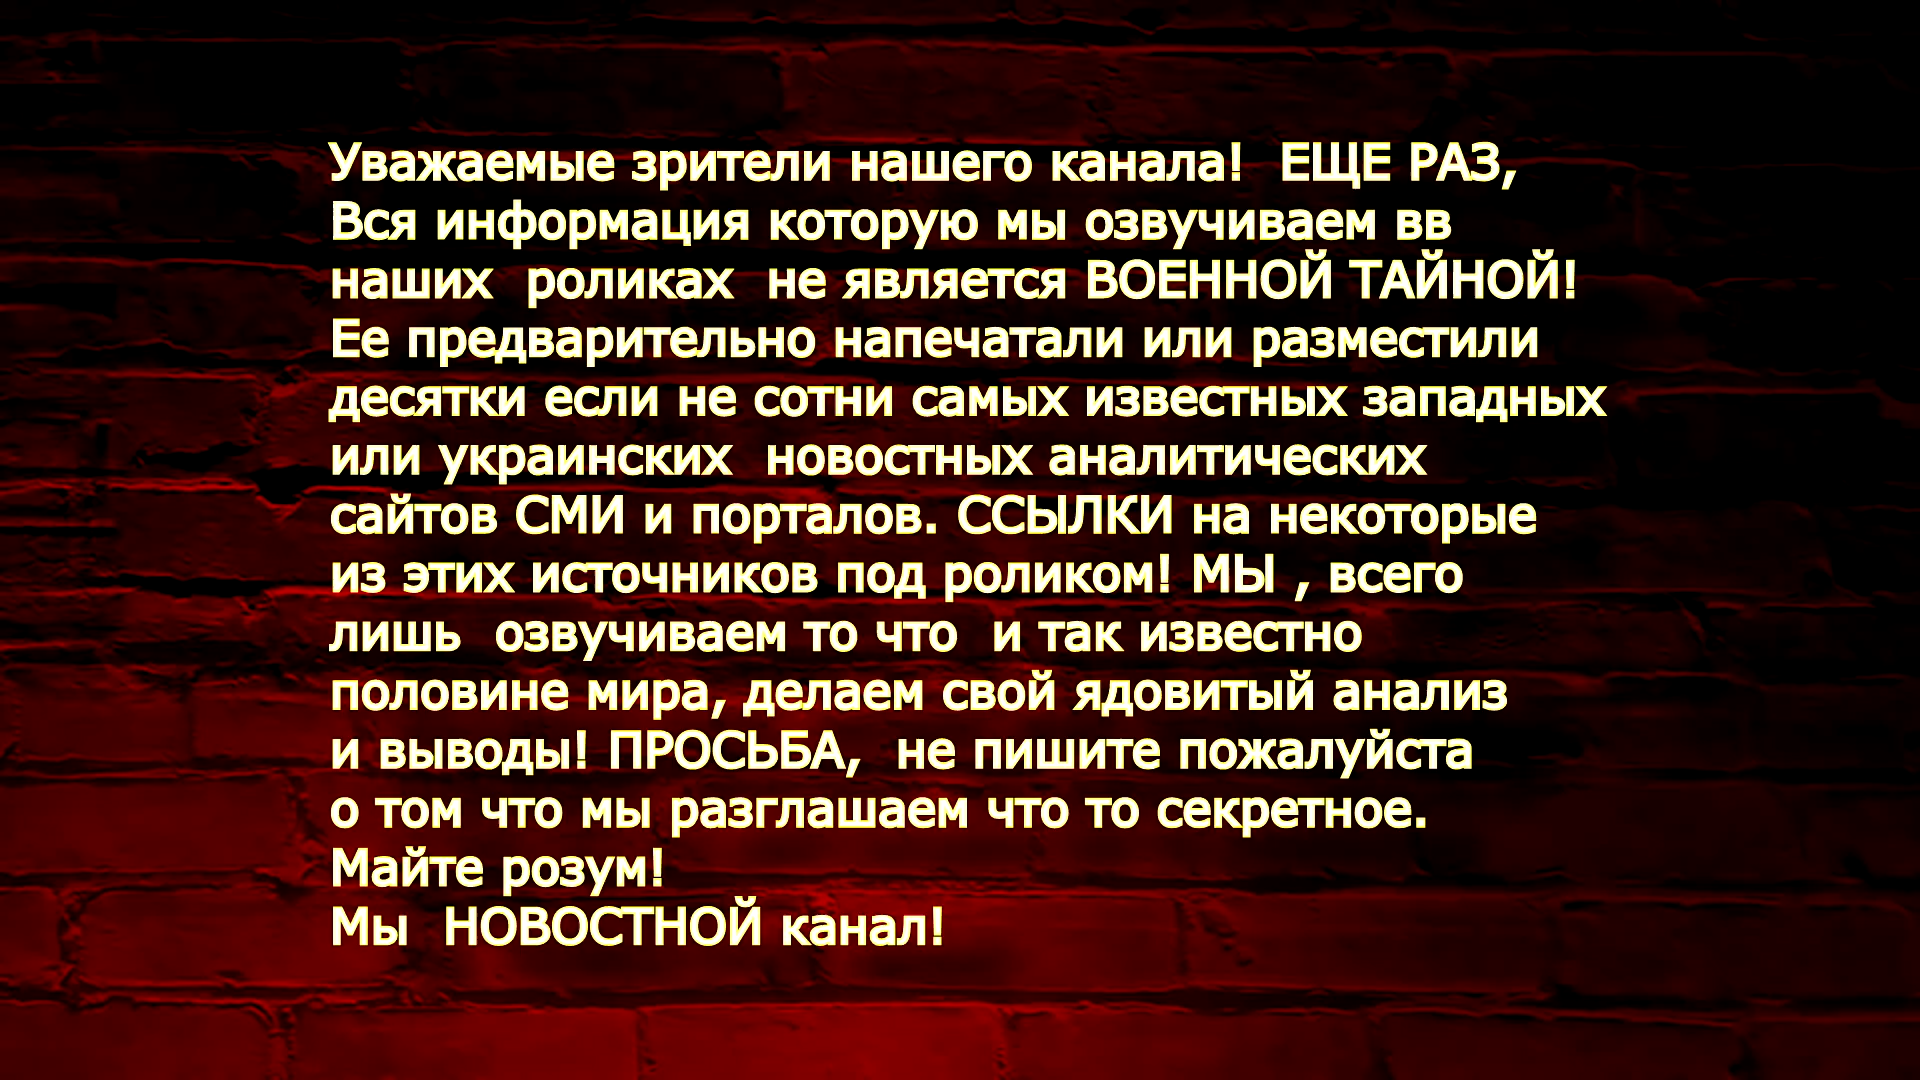 Уважаемые зрители нашего канала!  ЕЩЕ РАЗ,
Вся информация которую мы озвучиваем вв
наших  роликах  не является ВОЕННОЙ ТАЙНОЙ!
Ее предварительно напечатали или разместили
десятки если не сотни самых известных западных
или украинских  новостных аналитических
сайтов СМИ и порталов. ССЫЛКИ на некоторые
из этих источников под роликом! МЫ , всего
лишь  озвучиваем то что  и так известно
половине мира, делаем свой ядовитый анализ
и выводы! ПРОСЬБА,  не пишите пожалуйста
о том что мы разглашаем что то секретное.
Майте розум!
Мы  НОВОСТНОЙ канал!